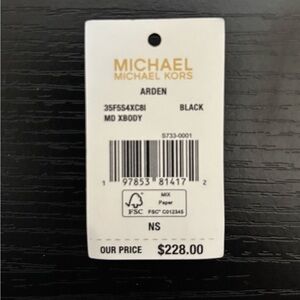 MICHAEL
MICHAEL KORS
ARDEN
35F5S4XC8I BLACK
MD XBODY
S733-0001
1 97853 81417 2
FSC
MIX
Paper
FSC® C012345
NS
OUR PRICE $228.00